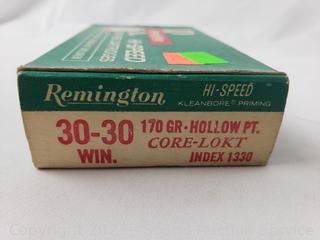 Remington
HI-SPEED
KLEANBORE® PRIMING
30-30
WIN.
170 GR·HOLLOW PT.
CORE-LOKT
INDEX 1330